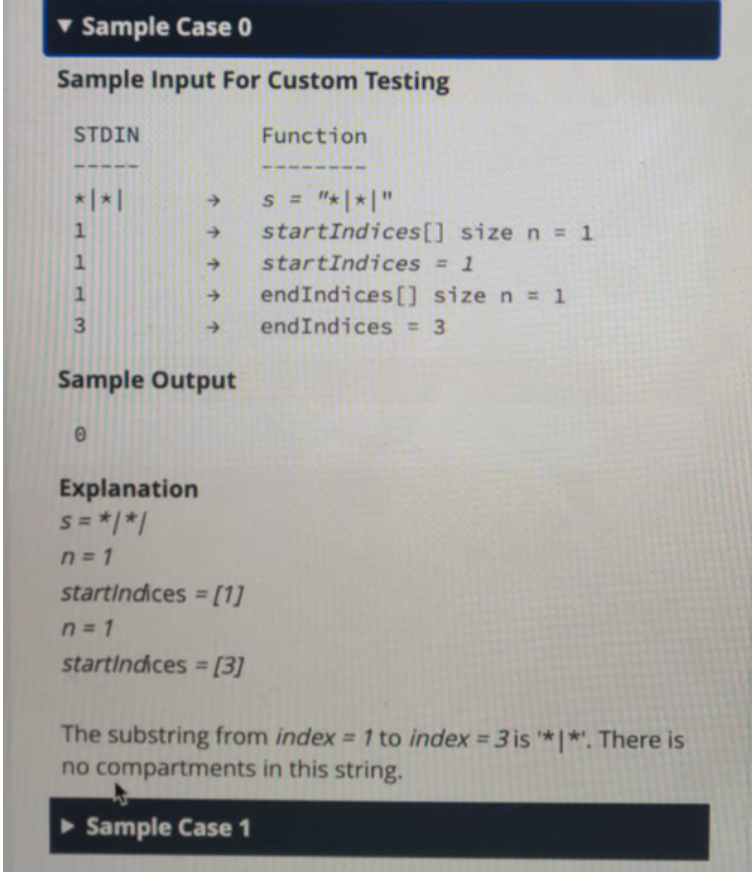 ▼ Sample Case 0
Sample Input For Custom Testing
STDIN Function
----- --------
*|*| → s = "*|*|"
1 → startIndices[] size n = 1
1 → startIndices = 1
1 → endIndices[] size n = 1
3 → endIndices = 3
Sample Output
0
Explanation
s = *|*|
n = 1
startIndices = [1]
n = 1
startIndices = [3]
The substring from index = 1 to index = 3 is '*|*'. There is
no compartments in this string.
► Sample Case 1